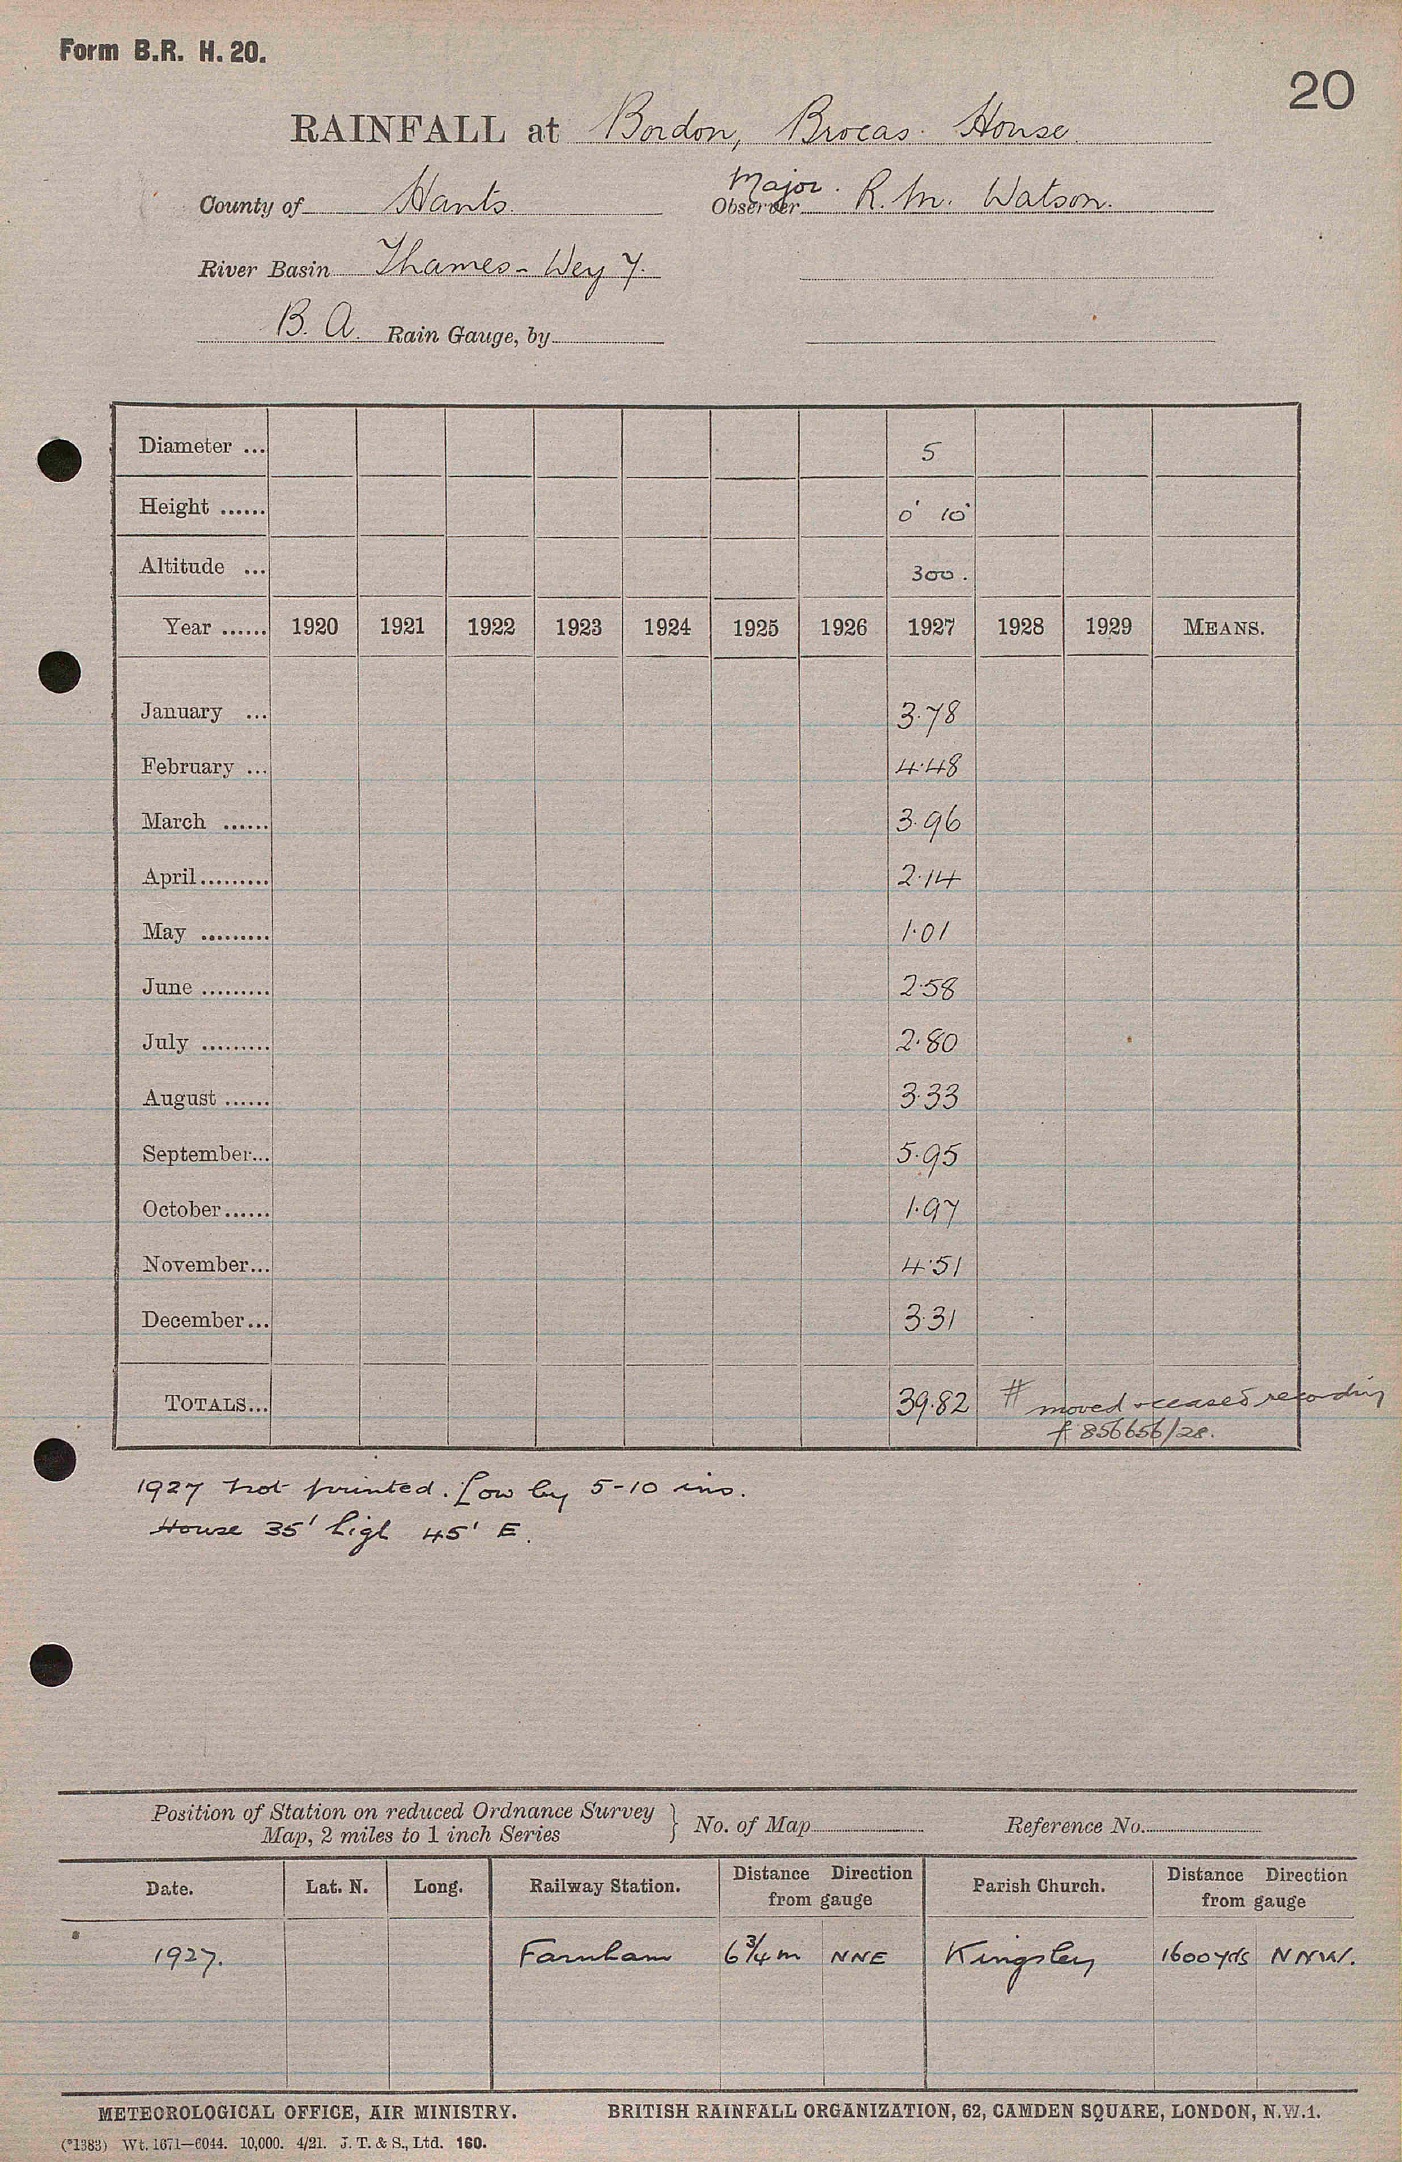 Form B.R. H. 20.
20
RAINFALL at Bordon, Brocas House.
County of Hants. Major. Observer R. M. Watson.
River Basin Thames - Wey 7.
B. A. Rain Gauge, by
Diameter ... 5
Height ...... 0' 10"
Altitude ... 300.
Year ...... 1920 1921 1922 1923 1924 1925 1926 1927 1928 1929 MEANS.
January ... 3.78
February ... 4.48
March ...... 3.96
April......... 2.14
May ......... 1.01
June ......... 2.58
July ......... 2.80
August ...... 3.33
September... 5.95
October...... 1.97
November... 4.51
December... 3.31
TOTALS... 39.82 # moved & ceased recording
f 856656/28.
1927 not printed. Low by 5-10 ins.
House 35' high 45' E.
Position of Station on reduced Ordnance Survey Map, 2 miles to 1 inch Series } No. of Map Reference No.
Date. Lat. N. Long. Railway Station. Distance Direction from gauge Parish Church. Distance Direction from gauge
1927. Farnham 6 3/4 m NNE Kingsley 1600 yds NNW.
METEOROLOGICAL OFFICE, AIR MINISTRY. BRITISH RAINFALL ORGANIZATION, 62, CAMDEN SQUARE, LONDON, N.W.1.
(*1383) Wt. 1671—6044. 10,000. 4/21. J. T. & S., Ltd. 160.